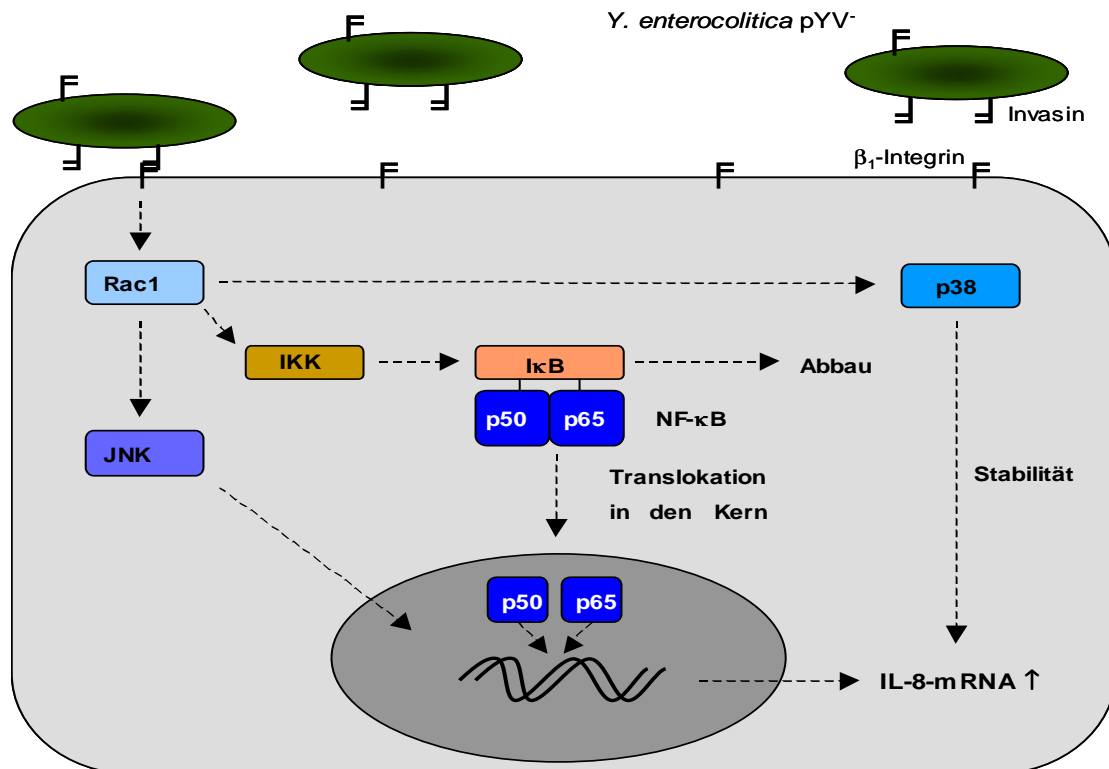 Y. enterocolitica pYV⁻
Invasin
β₁-Integrin
Rac1
p38
IKK
IκB
Abbau
p50
p65
NF-κB
JNK
Translokation
in den Kern
Stabilität
p50
p65
IL-8-mRNA ↑